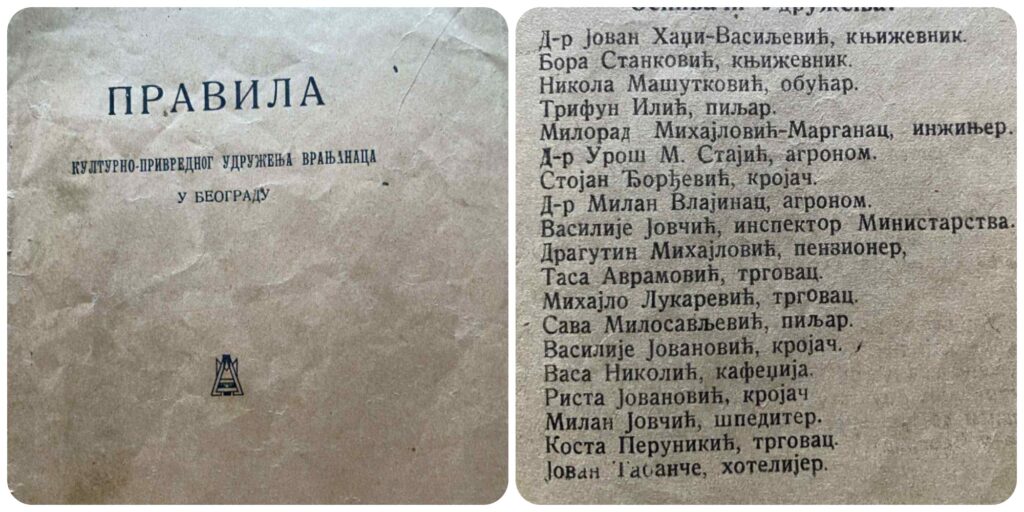 ПРАВИЛА
КУЛТУРНО-ПРИВРЕДНОГ УДРУЖЕЊА ВРАЊАНАЦА
У БЕОГРАДУ
Д-р Јован Хаџи-Васиљевић, књижевник.
Бора Станковић, књижевник.
Никола Машутковић, обућар.
Трифун Илић, пиљар.
Милорад Михајловић-Марганац, инжињер.
Д-р Урош М. Стајић, агроном.
Стојан Ђорђевић, кројач.
Д-р Милан Влајинац, агроном.
Василије Јовчић, инспектор Министарства.
Драгутин Михајловић, пензионер,
Таса Аврамовић, трговац.
Михајло Лукаревић, трговац.
Сава Милосављевић, пиљар.
Василије Јовановић, кројач.
Васа Николић, кафеџија.
Риста Јовановић, кројач
Милан Јовчић, шпедитер.
Коста Перуникић, трговац.
Јован Табанче, хотелијер.